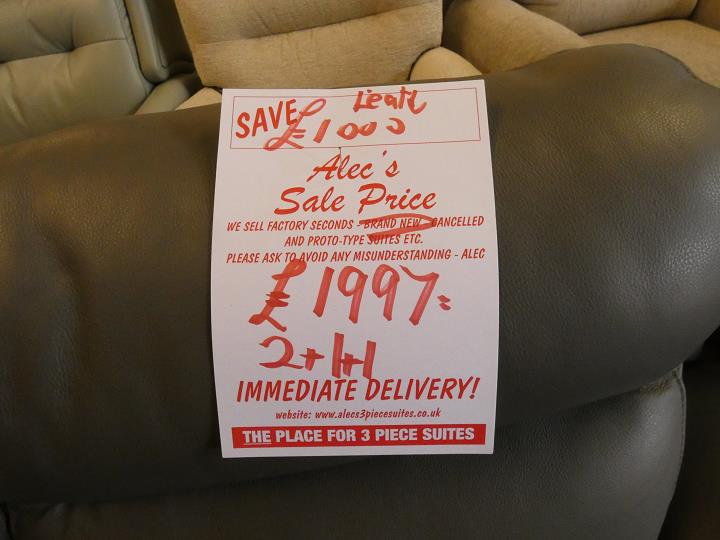 SAVE Leath
£1000
Alec's
Sale Price
WE SELL FACTORY SECONDS - BRAND NEW - CANCELLED
AND PROTO-TYPE SUITES ETC.
PLEASE ASK TO AVOID ANY MISUNDERSTANDING - ALEC
£1997=
2+1+1
IMMEDIATE DELIVERY!
website: www.alecs3piecesuites.co.uk
THE PLACE FOR 3 PIECE SUITES